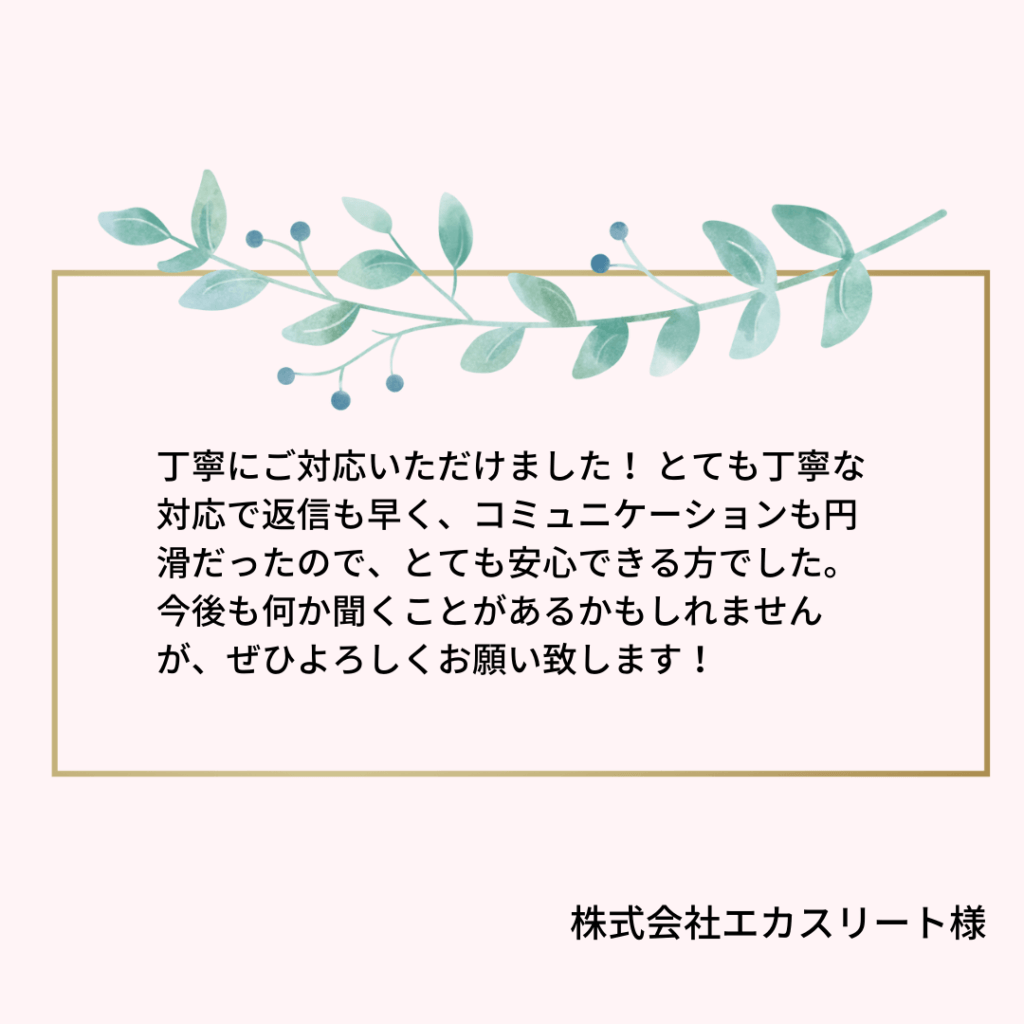 丁寧にご対応いただけました！ とても丁寧な
対応で返信も早く、コミュニケーションも円
滑だったので、とても安心できる方でした。
今後も何か聞くことがあるかもしれません
が、ぜひよろしくお願い致します！
株式会社エカスリート様